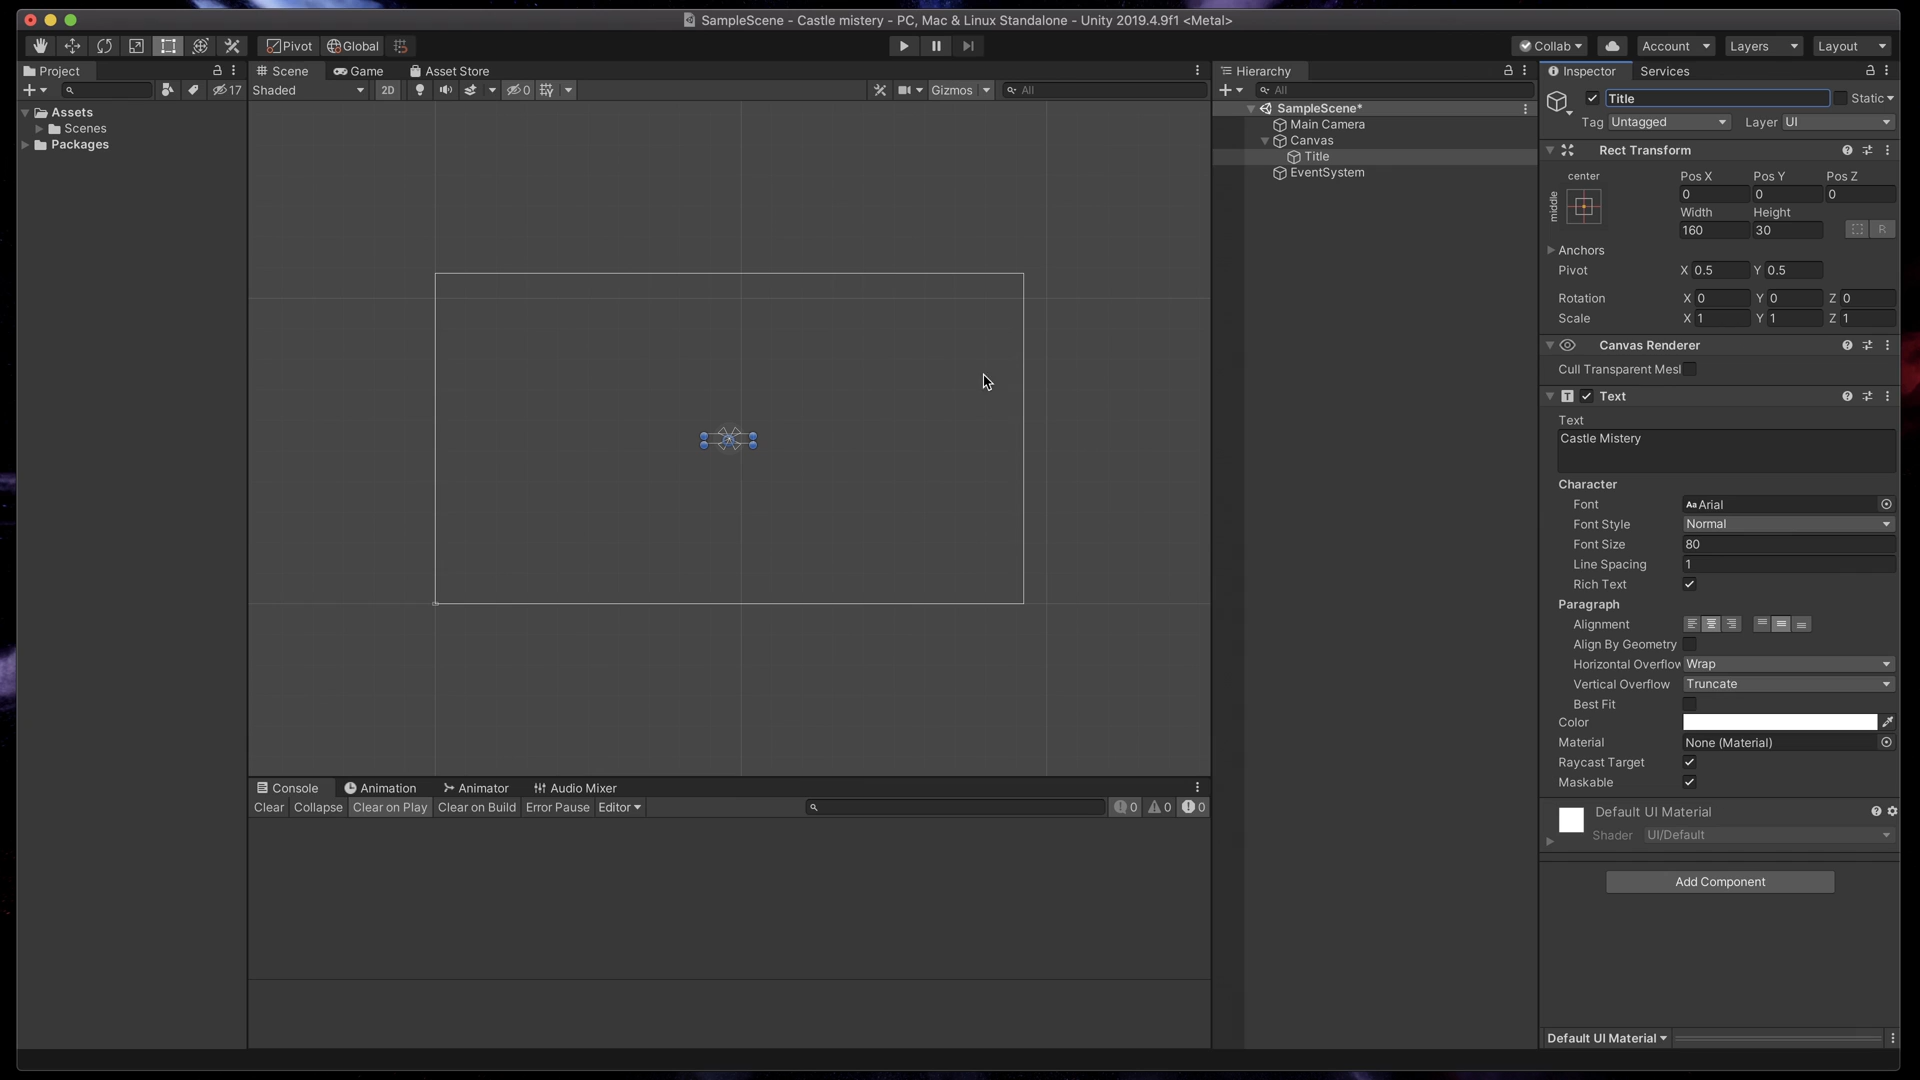 SampleScene - Castle mistery - PC, Mac & Linux Standalone - Unity 2019.4.9f1 <Metal>
Pivot Global Collab Account Layers Layout
Project
17
Assets
Scenes
Packages
Scene Game Asset Store
Shaded 2D 0 Gizmos All
Console Animation Animator Audio Mixer
Clear Collapse Clear on Play Clear on Build Error Pause Editor 0 0 0
Hierarchy
All
SampleScene*
Main Camera
Canvas
Title
EventSystem
Inspector Services
Title Static
Tag Untagged Layer UI
Rect Transform
center Pos X Pos Y Pos Z
middle 0 0 0
Width Height
160 30 R
Anchors
Pivot X 0.5 Y 0.5
Rotation X 0 Y 0 Z 0
Scale X 1 Y 1 Z 1
Canvas Renderer
Cull Transparent Mesl
T Text
Text
Castle Mistery
Character
Font Aa Arial
Font Style Normal
Font Size 80
Line Spacing 1
Rich Text
Paragraph
Alignment
Align By Geometry
Horizontal Overflow Wrap
Vertical Overflow Truncate
Best Fit
Color
Material None (Material)
Raycast Target
Maskable
Default UI Material
Shader UI/Default
Add Component
Default UI Material